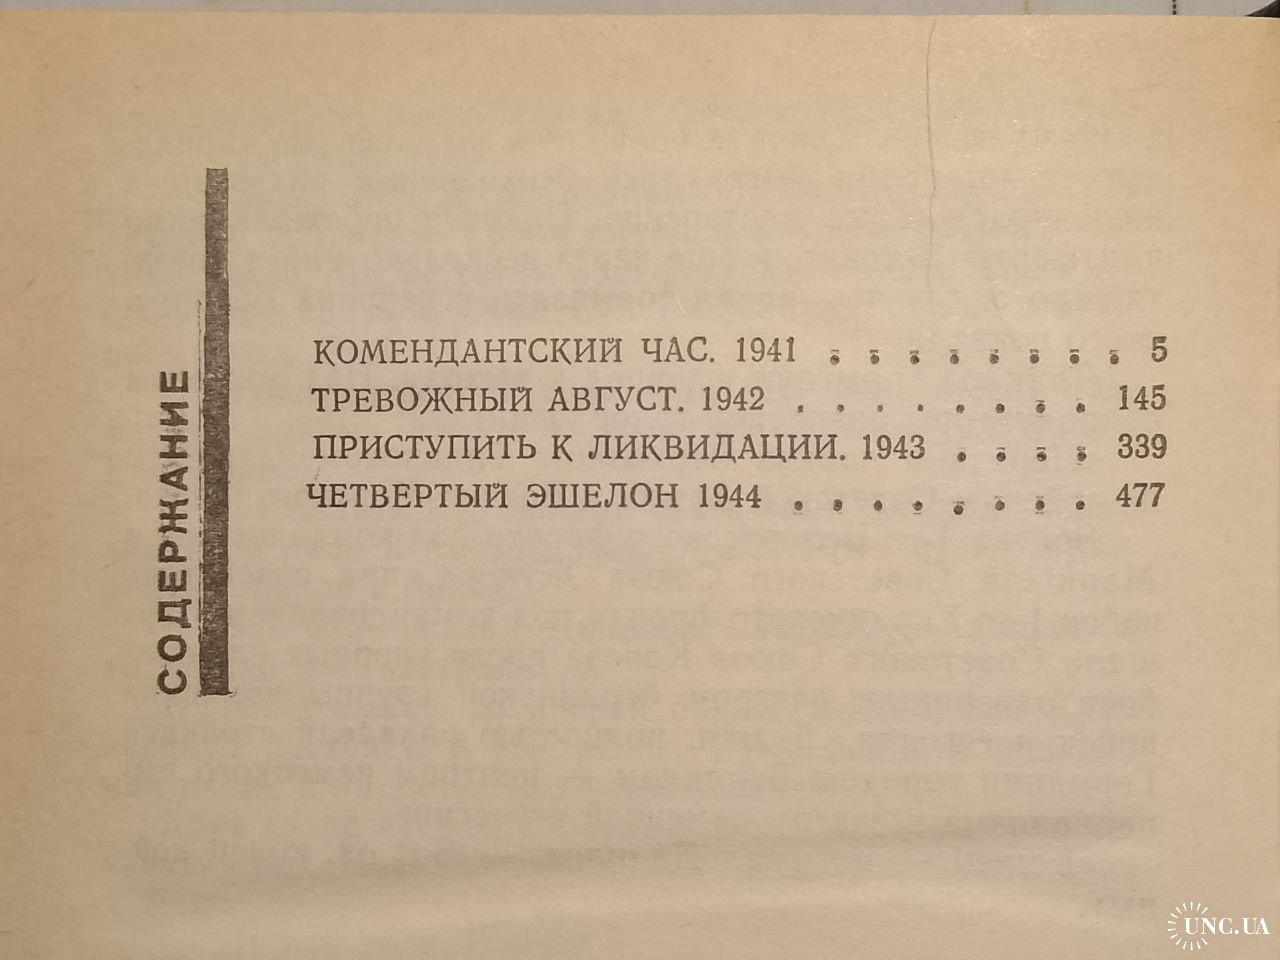 СОДЕРЖАНИЕ
КОМЕНДАНТСКИЙ ЧАС. 1941 . . . . . . . . 5
ТРЕВОЖНЫЙ АВГУСТ. 1942 . . . . . . . . 145
ПРИСТУПИТЬ К ЛИКВИДАЦИИ. 1943 . . . . 339
ЧЕТВЕРТЫЙ ЭШЕЛОН 1944 . . . . . . . . 477
UNC.UA